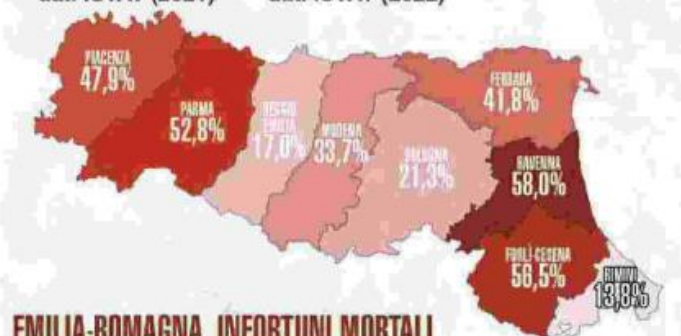 PIACENZA
47,9%
PARMA
52,8%
REGGIO
EMILIA
17,0%
MODENA
33,7%
BOLOGNA
21,3%
FERRARA
41,8%
RAVENNA
58,0%
FORLÌ-CESENA
56,5%
RIMINI
13,8%
EMILIA-ROMAGNA INFORTUNI MORTALI